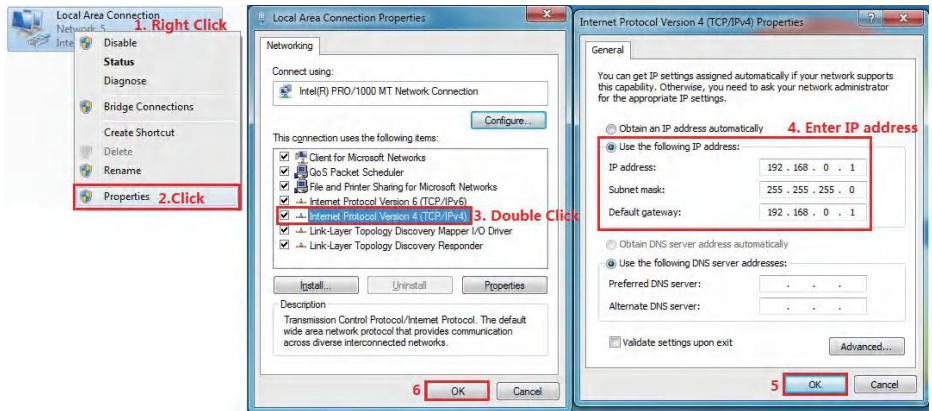 Local Area Connection
Network 5
1. Right Click
Inte
Disable
Status
Diagnose
Bridge Connections
Create Shortcut
Delete
Rename
Properties 2.Click
Local Area Connection Properties
Networking
Connect using:
Intel(R) PRO/1000 MT Network Connection
Configure...
This connection uses the following items:
Client for Microsoft Networks
QoS Packet Scheduler
File and Printer Sharing for Microsoft Networks
Internet Protocol Version 6 (TCP/IPv6)
Internet Protocol Version 4 (TCP/IPv4) 3. Double Click
Link-Layer Topology Discovery Mapper I/O Driver
Link-Layer Topology Discovery Responder
Install... Uninstall Properties
Description
Transmission Control Protocol/Internet Protocol. The default
wide area network protocol that provides communication
across diverse interconnected networks.
6 OK Cancel
Internet Protocol Version 4 (TCP/IPv4) Properties
General
You can get IP settings assigned automatically if your network supports
this capability. Otherwise, you need to ask your network administrator
for the appropriate IP settings.
Obtain an IP address automatically
4. Enter IP address
Use the following IP address:
IP address: 192 . 168 . 0 . 1
Subnet mask: 255 . 255 . 255 . 0
Default gateway: 192 . 168 . 0 . 1
Obtain DNS server address automatically
Use the following DNS server addresses:
Preferred DNS server: . . .
Alternate DNS server: . . .
Validate settings upon exit
Advanced...
5 OK Cancel